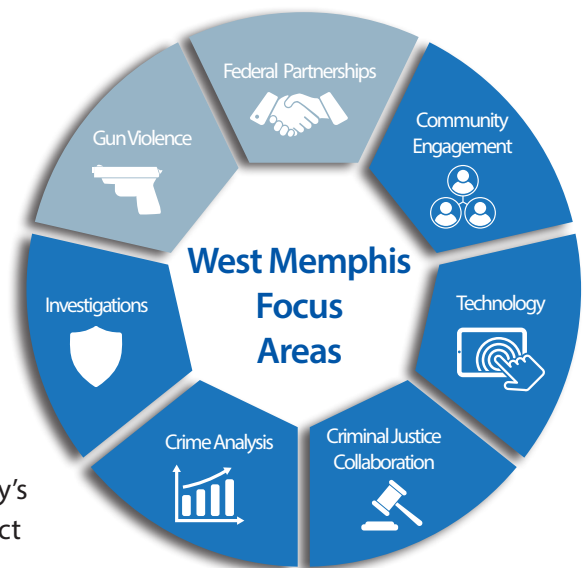 Federal Partnerships
Gun Violence
Community
Engagement
West Memphis
Focus
Areas
Investigations
Technology
Crime Analysis
Criminal Justice
Collaboration
y’s
ct